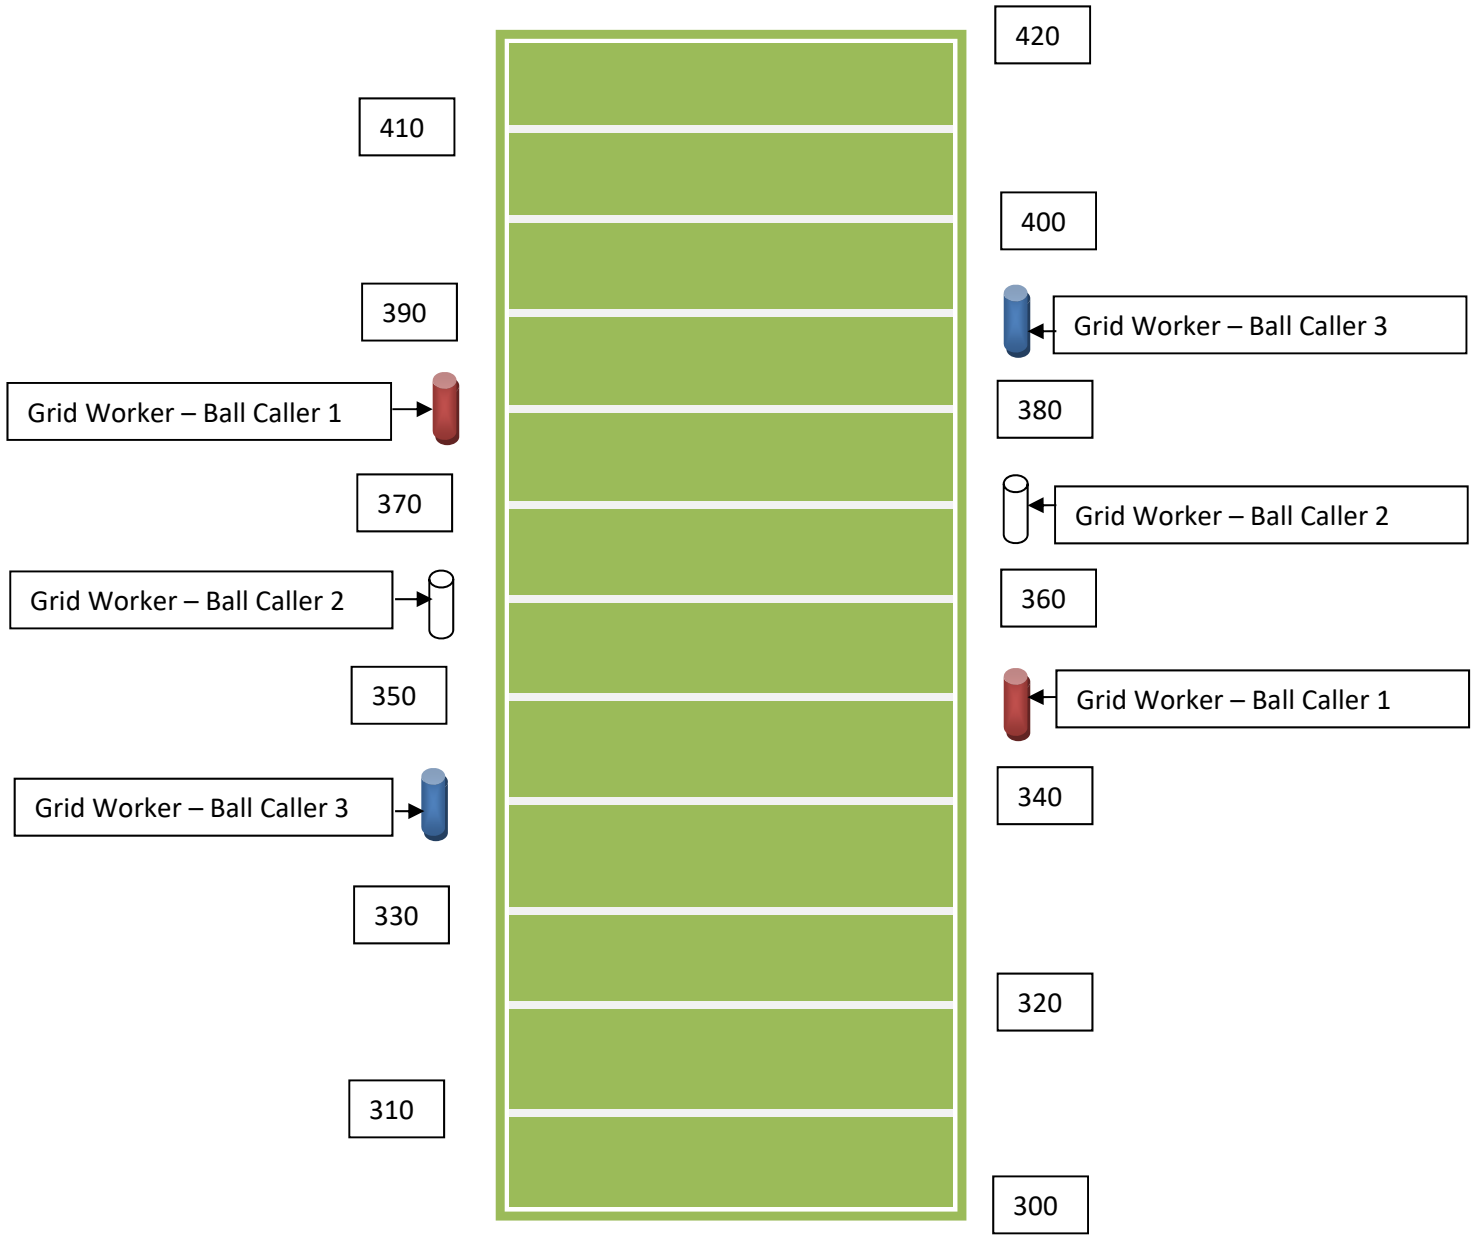 420
410
400
390
Grid Worker – Ball Caller 3
Grid Worker – Ball Caller 1
380
370
Grid Worker – Ball Caller 2
Grid Worker – Ball Caller 2
360
350
Grid Worker – Ball Caller 1
340
Grid Worker – Ball Caller 3
330
320
310
300